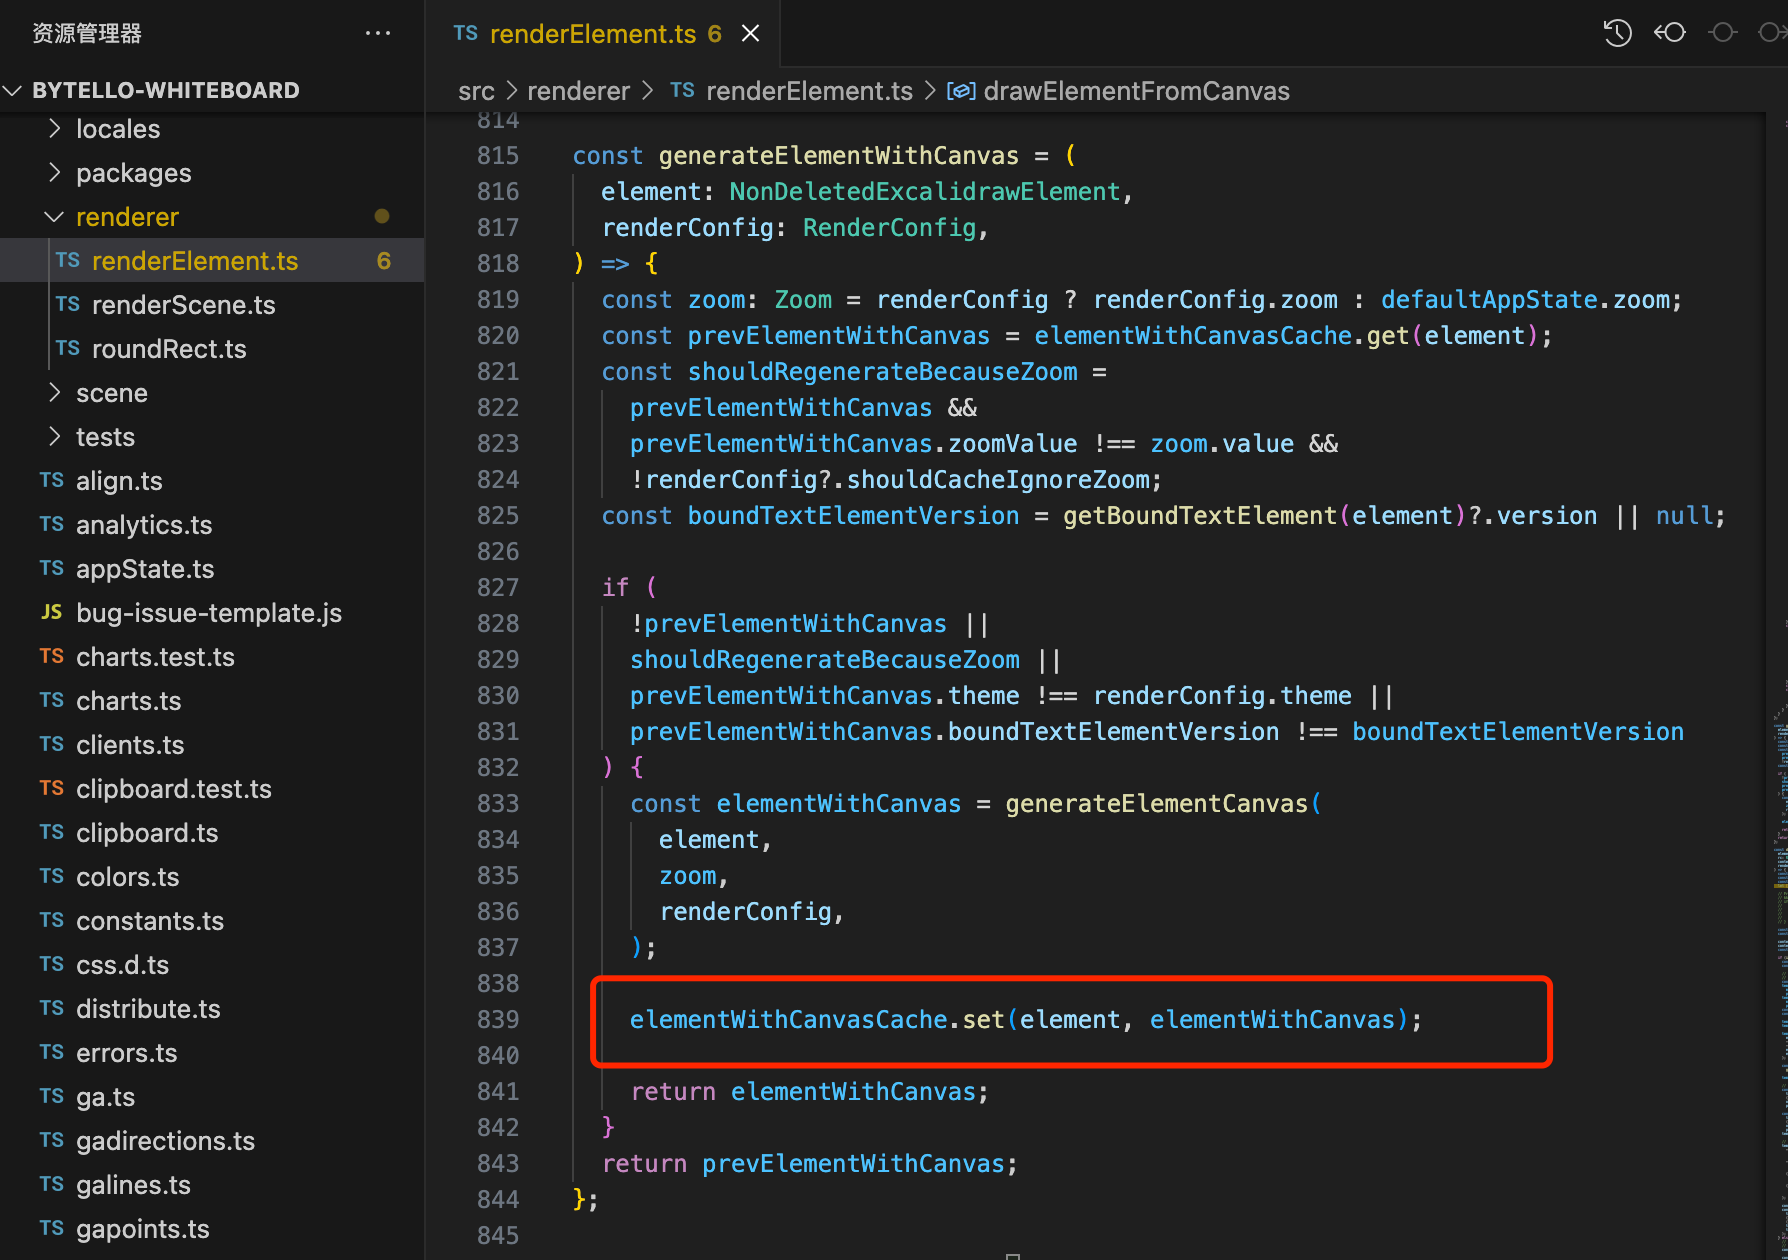 资源管理器
BYTELLO-WHITEBOARD
locales
packages
renderer
TS renderElement.ts 6
TS renderScene.ts
TS roundRect.ts
scene
tests
TS align.ts
TS analytics.ts
TS appState.ts
JS bug-issue-template.js
TS charts.test.ts
TS charts.ts
TS clients.ts
TS clipboard.test.ts
TS clipboard.ts
TS colors.ts
TS constants.ts
TS css.d.ts
TS distribute.ts
TS errors.ts
TS ga.ts
TS gadirections.ts
TS galines.ts
TS gapoints.ts
TS renderElement.ts 6
src > renderer > TS renderElement.ts > drawElementFromCanvas
814
815 const generateElementWithCanvas = (
816 element: NonDeletedExcalidrawElement,
817 renderConfig: RenderConfig,
818 ) => {
819 const zoom: Zoom = renderConfig ? renderConfig.zoom : defaultAppState.zoom;
820 const prevElementWithCanvas = elementWithCanvasCache.get(element);
821 const shouldRegenerateBecauseZoom =
822 prevElementWithCanvas &&
823 prevElementWithCanvas.zoomValue !== zoom.value &&
824 !renderConfig?.shouldCacheIgnoreZoom;
825 const boundTextElementVersion = getBoundTextElement(element)?.version || null;
826
827 if (
828 !prevElementWithCanvas ||
829 shouldRegenerateBecauseZoom ||
830 prevElementWithCanvas.theme !== renderConfig.theme ||
831 prevElementWithCanvas.boundTextElementVersion !== boundTextElementVersion
832 ) {
833 const elementWithCanvas = generateElementCanvas(
834 element,
835 zoom,
836 renderConfig,
837 );
838
839 elementWithCanvasCache.set(element, elementWithCanvas);
840
841 return elementWithCanvas;
842 }
843 return prevElementWithCanvas;
844 };
845